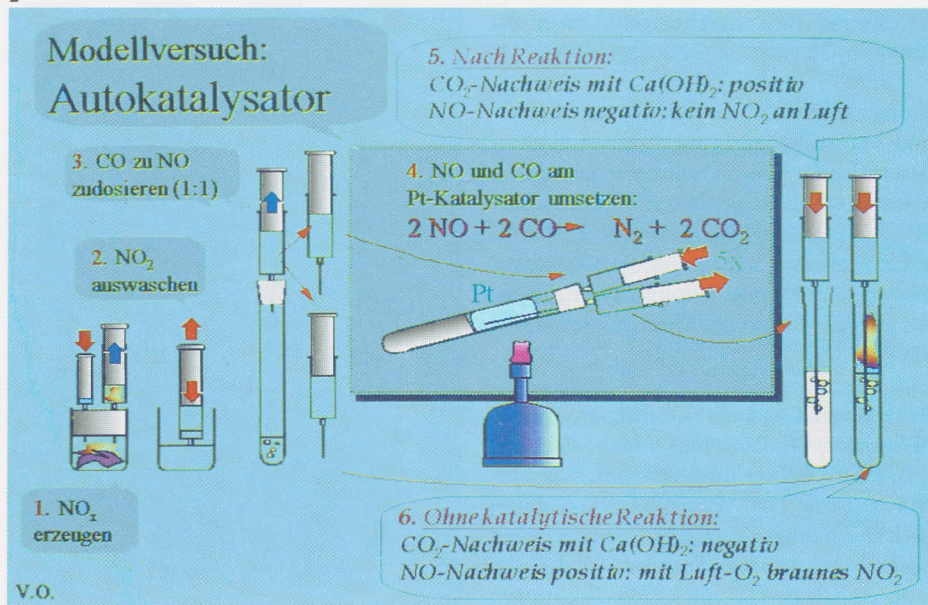 Modellversuch:
Autokatalysator
5. Nach Reaktion:
CO₂-Nachweis mit Ca(OH)₂: positiv
NO-Nachweis negativ: kein NO₂ an Luft
3. CO zu NO
zudosieren (1:1)
4. NO und CO am
Pt-Katalysator umsetzen:
2 NO + 2 CO → N₂ + 2 CO₂
2. NO₂
auswaschen
5x
Pt
1. NOₓ
erzeugen
6. Ohne katalytische Reaktion:
CO₂-Nachweis mit Ca(OH)₂: negativ
NO-Nachweis positiv: mit Luft-O₂ braunes NO₂
V.O.